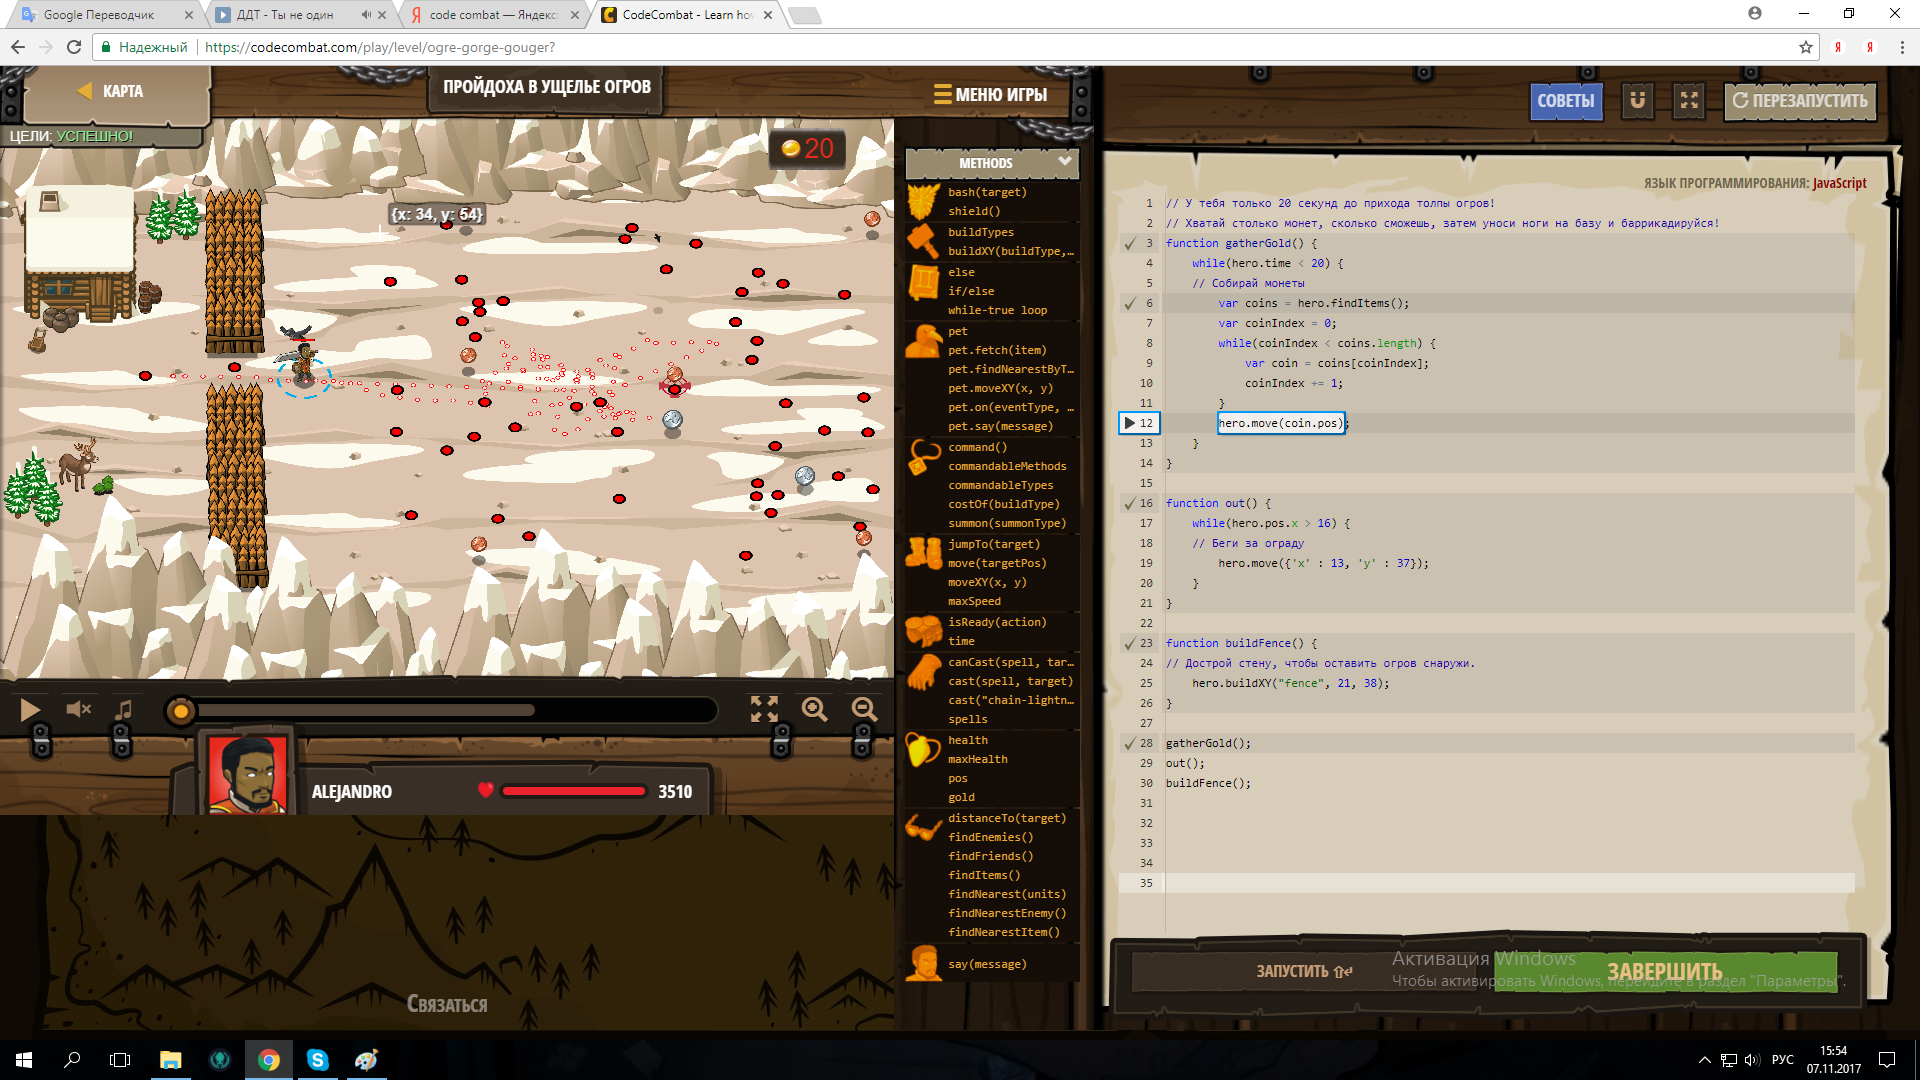 Google Переводчик
ДДТ - Ты не один
code combat — Яндекс
CodeCombat - Learn how
Надежный
https://codecombat.com/play/level/ogre-gorge-gouger?
КАРТА
ПРОЙДОХА В УЩЕЛЬЕ ОГРОВ
МЕНЮ ИГРЫ
ЦЕЛИ: УСПЕШНО!
20
{x: 34, y: 54}
ALEJANDRO
3510
Связаться
METHODS
bash(target)
shield()
buildTypes
buildXY(buildType,…
else
if/else
while-true loop
pet
pet.fetch(item)
pet.findNearestByT…
pet.moveXY(x, y)
pet.on(eventType, …
pet.say(message)
command()
commandableMethods
commandableTypes
costOf(buildType)
summon(summonType)
jumpTo(target)
move(targetPos)
moveXY(x, y)
maxSpeed
isReady(action)
time
canCast(spell, tar…
cast(spell, target)
cast("chain-lightn…
spells
health
maxHealth
pos
gold
distanceTo(target)
findEnemies()
findFriends()
findItems()
findNearest(units)
findNearestEnemy()
findNearestItem()
say(message)
СОВЕТЫ
ПЕРЕЗАПУСТИТЬ
ЯЗЫК ПРОГРАММИРОВАНИЯ: JavaScript
1 // У тебя только 20 секунд до прихода толпы огров!
2 // Хватай столько монет, сколько сможешь, затем уноси ноги на базу и баррикадируйся!
3 function gatherGold() {
4 while(hero.time < 20) {
5 // Собирай монеты
6 var coins = hero.findItems();
7 var coinIndex = 0;
8 while(coinIndex < coins.length) {
9 var coin = coins[coinIndex];
10 coinIndex += 1;
11 }
12 hero.move(coin.pos);
13 }
14 }
15
16 function out() {
17 while(hero.pos.x > 16) {
18 // Беги за ограду
19 hero.move({'x' : 13, 'y' : 37});
20 }
21 }
22
23 function buildFence() {
24 // Дострой стену, чтобы оставить огров снаружи.
25 hero.buildXY("fence", 21, 38);
26 }
27
28 gatherGold();
29 out();
30 buildFence();
31
32
33
34
35
ЗАПУСТИТЬ
ЗАВЕРШИТЬ
Активация Windows
Чтобы активировать Windows, перейдите в раздел "Параметры".
РУС
15:54
07.11.2017